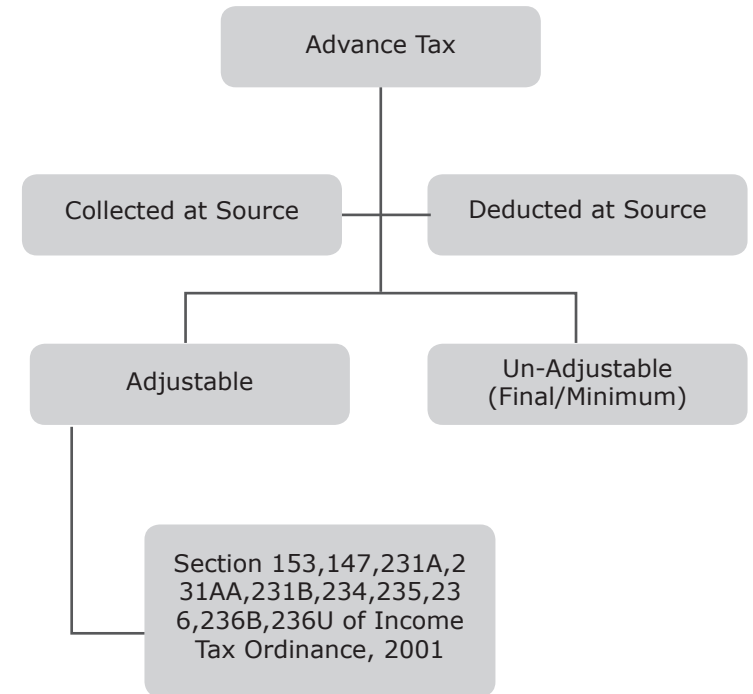 Advance Tax
Collected at Source
Deducted at Source
Adjustable
Un-Adjustable
(Final/Minimum)
Section 153,147,231A,2
31AA,231B,234,235,23
6,236B,236U of Income
Tax Ordinance, 2001